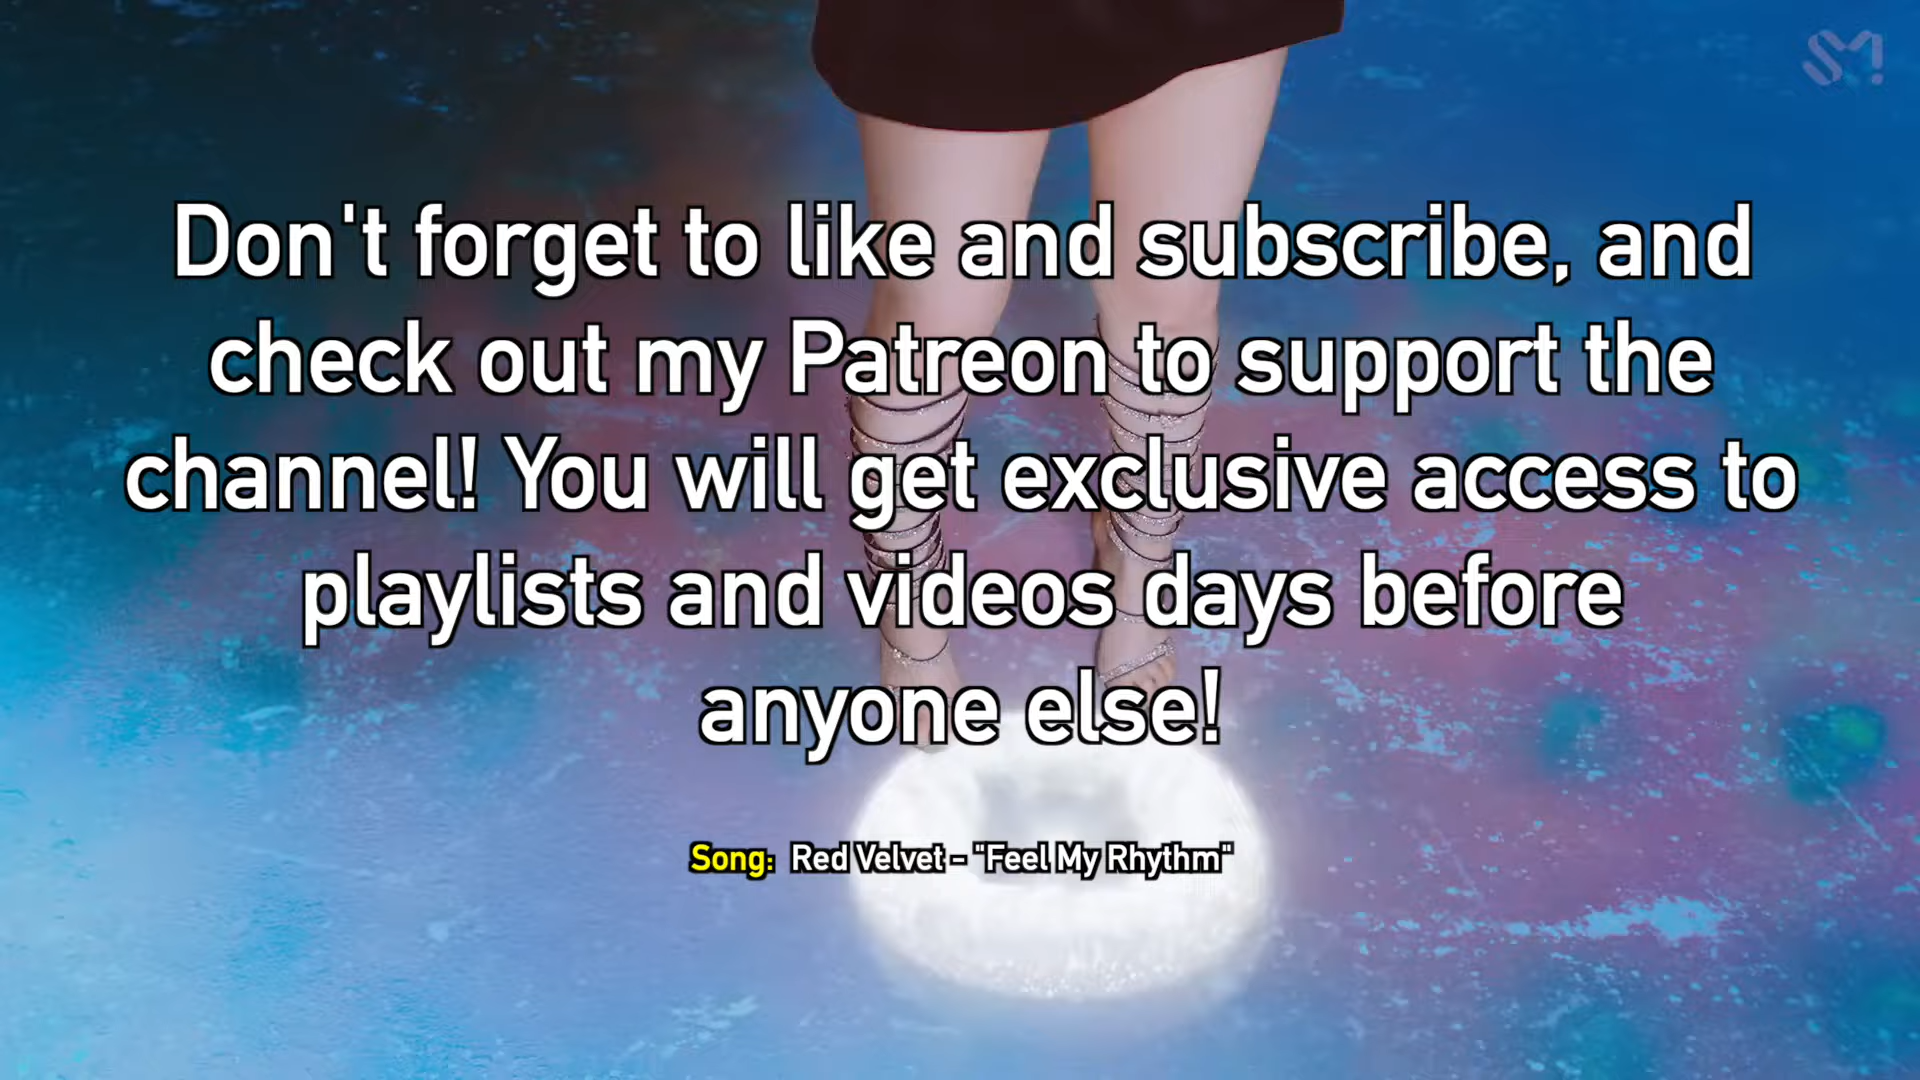 SM!
Don't forget to like and subscribe, and
check out my Patreon to support the
channel! You will get exclusive access to
playlists and videos days before
anyone else!
Song: Red Velvet - "Feel My Rhythm"